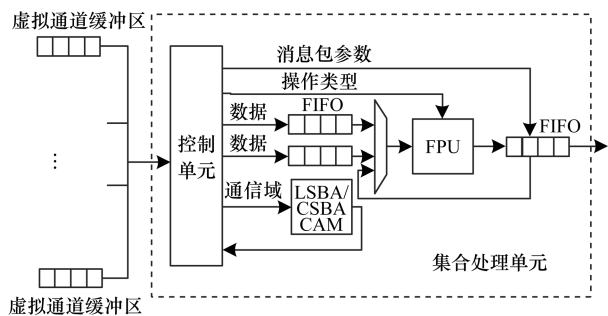 虚拟通道缓冲区
消息包参数
操作类型
数据
FIFO
FIFO
控制
单元
数据
FPU
通信域
LSBA/
CSBA
CAM
集合处理单元
虚拟通道缓冲区